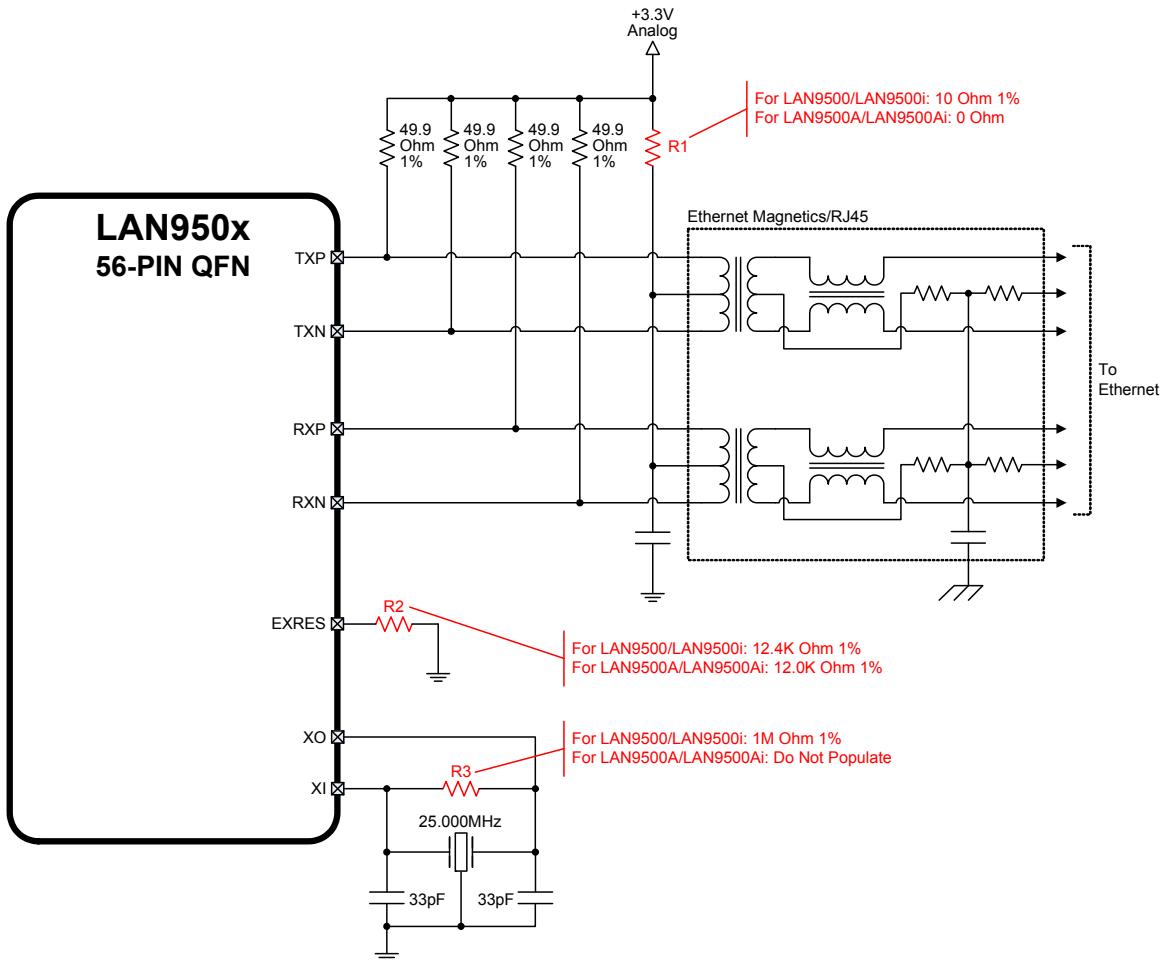 +3.3V
Analog
For LAN9500/LAN9500i: 10 Ohm 1%
For LAN9500A/LAN9500Ai: 0 Ohm
49.9
Ohm
1%
49.9
Ohm
1%
49.9
Ohm
1%
49.9
Ohm
1%
R1
LAN950x
56-PIN QFN
Ethernet Magnetics/RJ45
TXP
TXN
RXP
RXN
To
Ethernet
EXRES
R2
For LAN9500/LAN9500i: 12.4K Ohm 1%
For LAN9500A/LAN9500Ai: 12.0K Ohm 1%
XO
XI
R3
For LAN9500/LAN9500i: 1M Ohm 1%
For LAN9500A/LAN9500Ai: Do Not Populate
25.000MHz
33pF
33pF